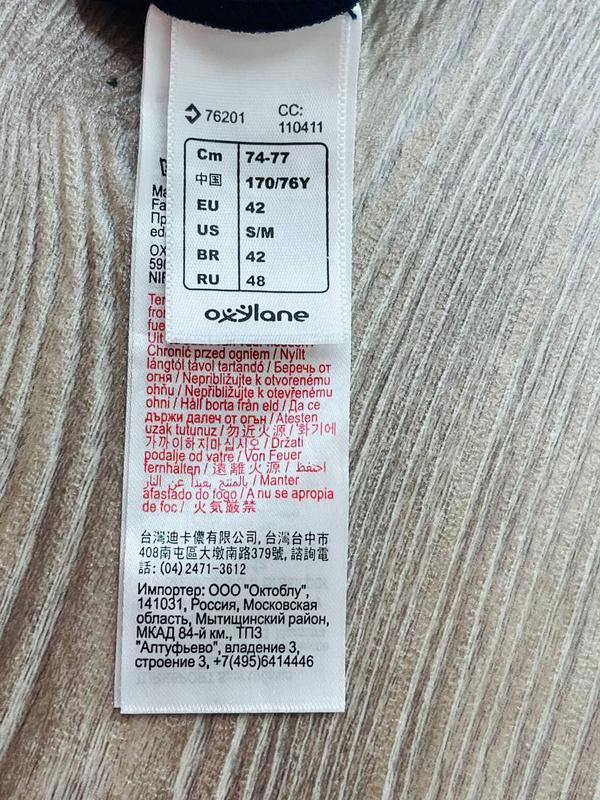 76201 CC:
110411
Cm 74-77
中国 170/76Y
EU 42
US S/M
BR 42
RU 48
oxylane
Chronić przed ogniem / Nyílt
lángtól távol tartandó / Беречь от
огня / Nepribližujte k otvorenému
ohňu / Nepřibližujte k otevřenému
ohni / Håll borta från eld / Да се
държи далеч от огън / Atesten
uzak tutunuz / 勿近火源 / 화기에
가까이하지마십시오 / Držati
podalje od vatre / Von Feuer
fernhalten / 遠離火源 / احتفظ
بالمنتج بعيدا عن النار / Manter
afastado do fogo / A nu se apropia
de foc / 火気厳禁
台灣迪卡儂有限公司, 台灣台中市
408南屯區大墩南路379號, 諮詢電
話: (04) 2471-3612
Импортер: ООО "Октоблу",
141031, Россия, Московская
область, Мытищинский район,
МКАД 84-й км., ТПЗ
"Алтуфьево", владение 3,
строение 3, +7(495)6414446